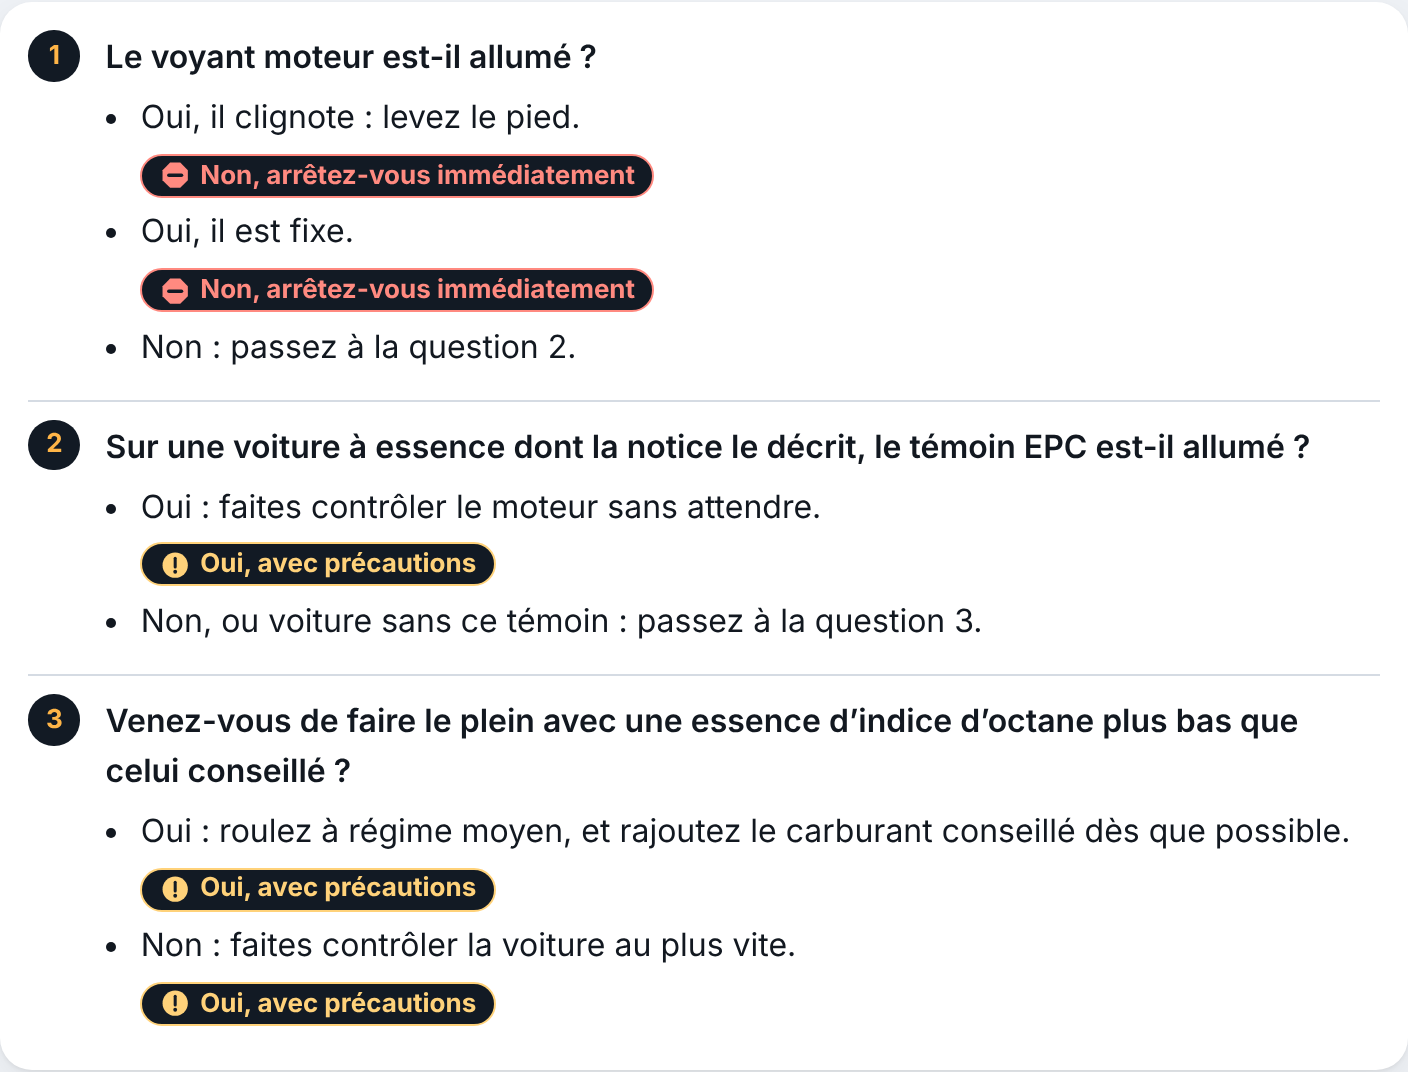 1 Le voyant moteur est-il allumé ?
• Oui, il clignote : levez le pied.
Non, arrêtez-vous immédiatement
• Oui, il est fixe.
Non, arrêtez-vous immédiatement
• Non : passez à la question 2.
2 Sur une voiture à essence dont la notice le décrit, le témoin EPC est-il allumé ?
• Oui : faites contrôler le moteur sans attendre.
Oui, avec précautions
• Non, ou voiture sans ce témoin : passez à la question 3.
3 Venez-vous de faire le plein avec une essence d’indice d’octane plus bas que
celui conseillé ?
• Oui : roulez à régime moyen, et rajoutez le carburant conseillé dès que possible.
Oui, avec précautions
• Non : faites contrôler la voiture au plus vite.
Oui, avec précautions